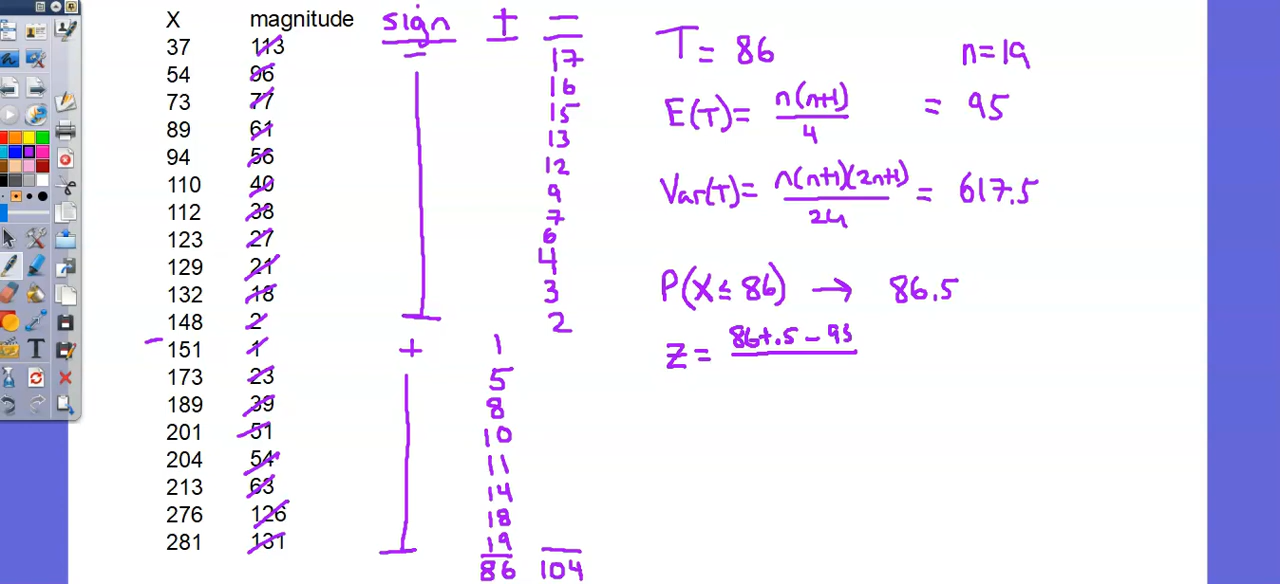 X magnitude sign + −
37 113 − 17
54 96 16
73 77 15
89 61 13
94 56 12
110 40 9
112 38 7
123 27 6
129 21 4
132 18 3
148 2 2
151 1 + 1
173 23 5
189 39 8
201 51 10
204 54 11
213 63 14
276 126 18
281 131 19
86 104
T = 86 n=19
E(T)= n(n+1)/4 = 95
Var(T)= n(n+1)(2n+1)/24 = 617.5
P(X ≤ 86) → 86.5
Z = 86+.5 − 93